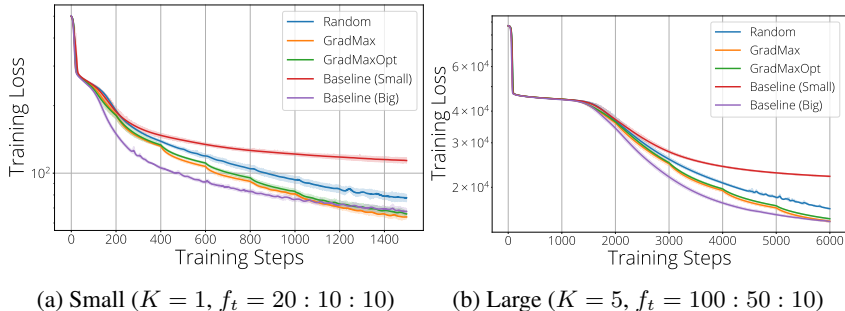 Training Loss
10²
Random
GradMax
GradMaxOpt
Baseline (Small)
Baseline (Big)
0 200 400 600 800 1000 1200 1400
Training Steps
(a) Small (K = 1, f_t = 20 : 10 : 10)
Training Loss
6 × 10⁴
4 × 10⁴
3 × 10⁴
2 × 10⁴
Random
GradMax
GradMaxOpt
Baseline (Small)
Baseline (Big)
0 1000 2000 3000 4000 5000 6000
Training Steps
(b) Large (K = 5, f_t = 100 : 50 : 10)